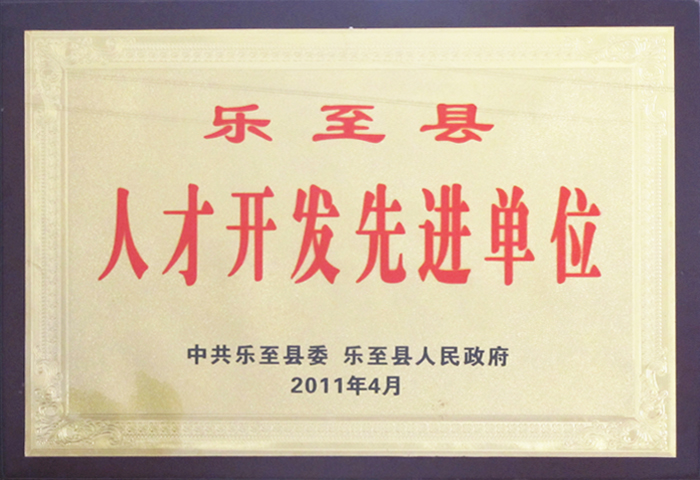 乐至县
人才开发先进单位
中共乐至县委 乐至县人民政府
2011年4月